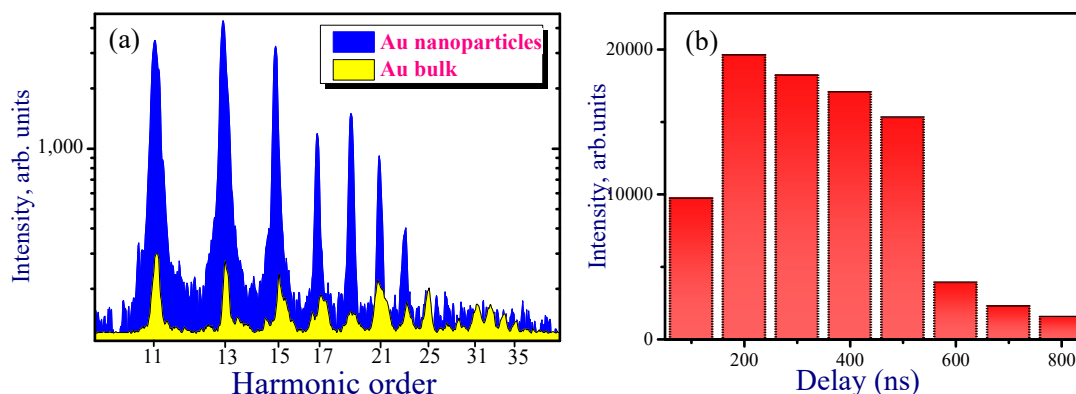 (a)
Au nanoparticles
Au bulk
1,000
Intensity, arb. units
11 13 15 17 21 25 31 35
Harmonic order
(b)
20000
10000
0
Intensity, arb.units
200 400 600 800
Delay (ns)